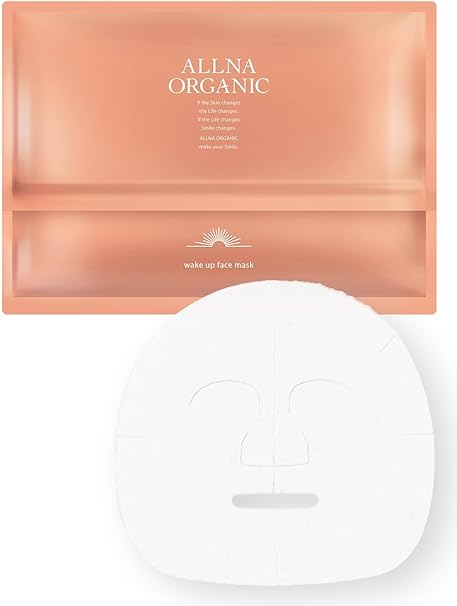 ALLNA
ORGANIC
If the Skin changes
the Life changes.
If the Life changes
Smile changes.
ALLNA ORGANIC
make your Smile.
wake up face mask